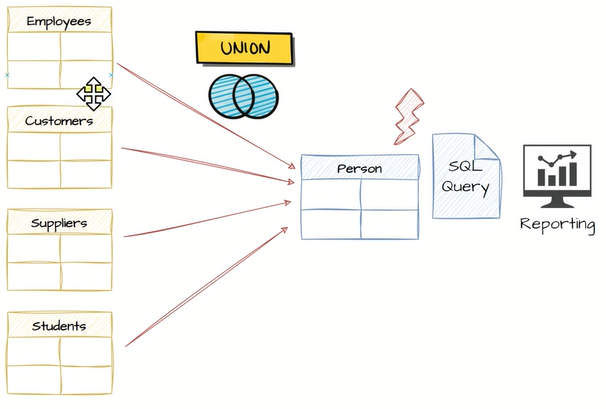 Employees
UNION
Customers
Person
SQL
Query
Suppliers
Reporting
Students